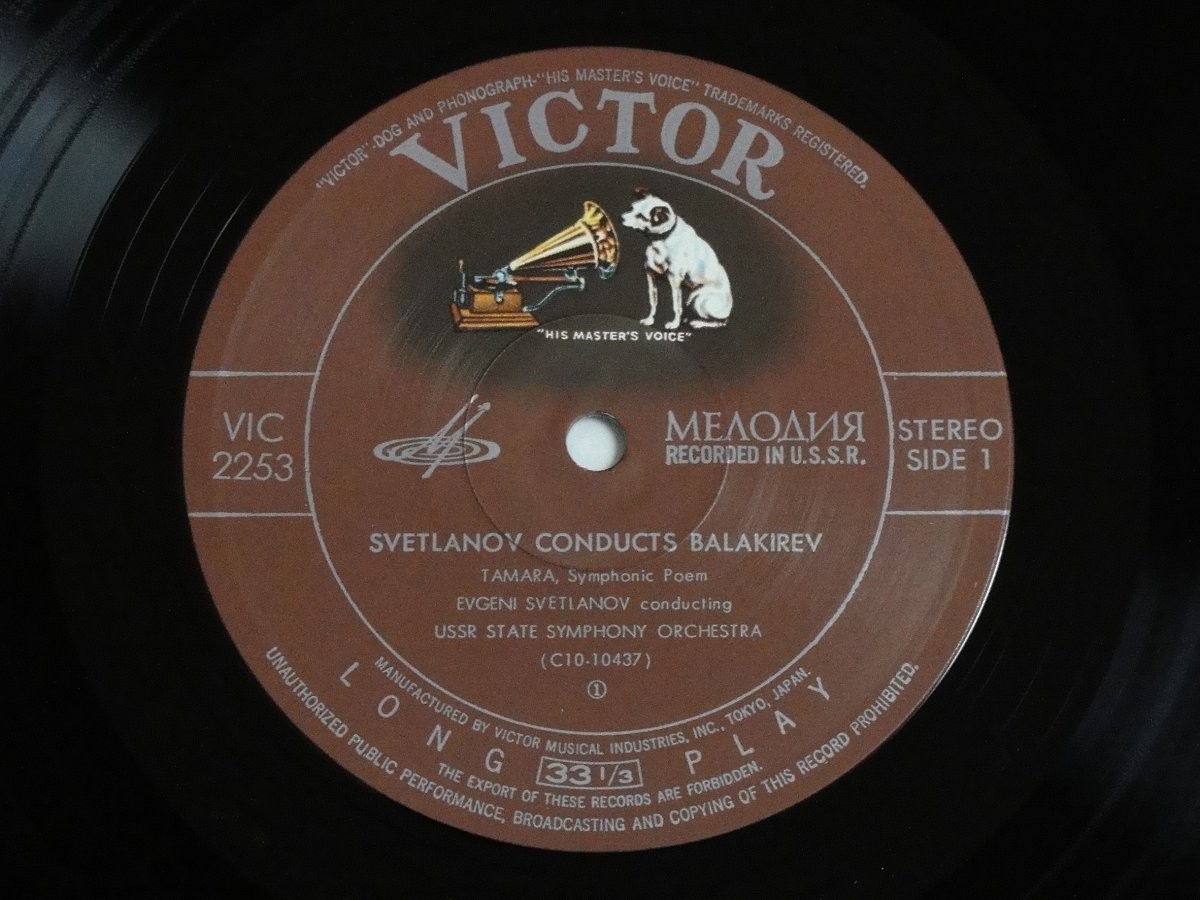 "VICTOR"-DOG AND PHONOGRAPH-"HIS MASTER'S VOICE" TRADEMARKS REGISTERED.
VICTOR
"HIS MASTER'S VOICE"
VIC
2253
МЕЛОДИЯ
RECORDED IN U.S.S.R.
STEREO
SIDE 1
SVETLANOV CONDUCTS BALAKIREV
TAMARA, Symphonic Poem
EVGENI SVETLANOV conducting
USSR STATE SYMPHONY ORCHESTRA
(C10-10437)
①
MANUFACTURED BY VICTOR MUSICAL INDUSTRIES, INC., TOKYO, JAPAN.
LONG 33 1/3 PLAY
THE EXPORT OF THESE RECORDS ARE FORBIDDEN.
UNAUTHORIZED PUBLIC PERFORMANCE, BROADCASTING AND COPYING OF THIS RECORD PROHIBITED.